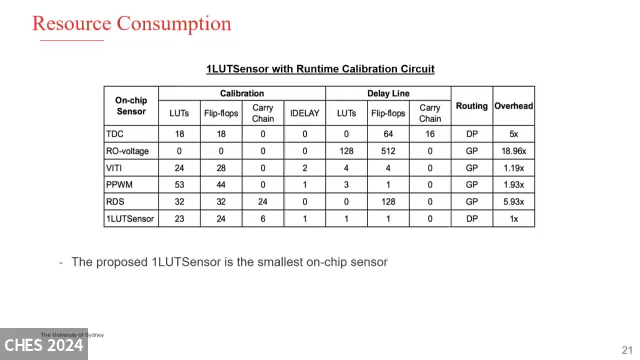 Resource Consumption
1LUTSensor with Runtime Calibration Circuit
On-chip Sensor Calibration Delay Line Routing Overhead
LUTs Flip-flops Carry Chain IDELAY LUTs Flip-flops Carry Chain
TDC 18 18 0 0 0 64 16 DP 5x
RO-voltage 0 0 0 0 128 512 0 GP 18.96x
VITI 24 28 0 2 4 4 0 GP 1.19x
PPWM 53 44 0 1 3 1 0 GP 1.93x
RDS 32 32 24 0 0 128 0 GP 5.93x
1LUTSensor 23 24 6 1 1 1 0 DP 1x
- The proposed 1LUTSensor is the smallest on-chip sensor
The University of Sydney
CHES 2024
21